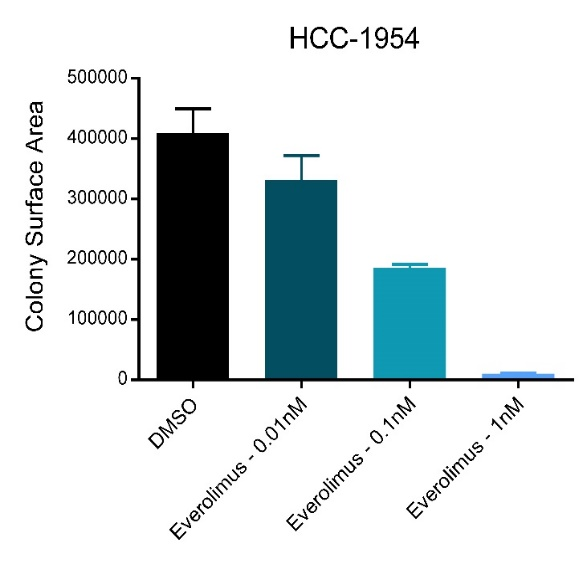 HCC-1954
Colony Surface Area
500000
400000
300000
200000
100000
0
DMSO
Everolimus - 0.01nM
Everolimus - 0.1nM
Everolimus - 1nM